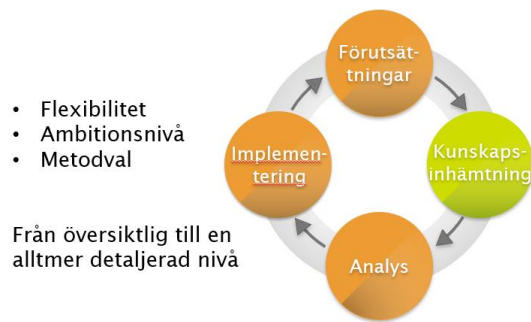 • Flexibilitet
• Ambitionsnivå
• Metodval
Från översiktlig till en
alltmer detaljerad nivå
Förutsät-
tningar
Kunskaps-
inhämtning
Analys
Implemen-
tering